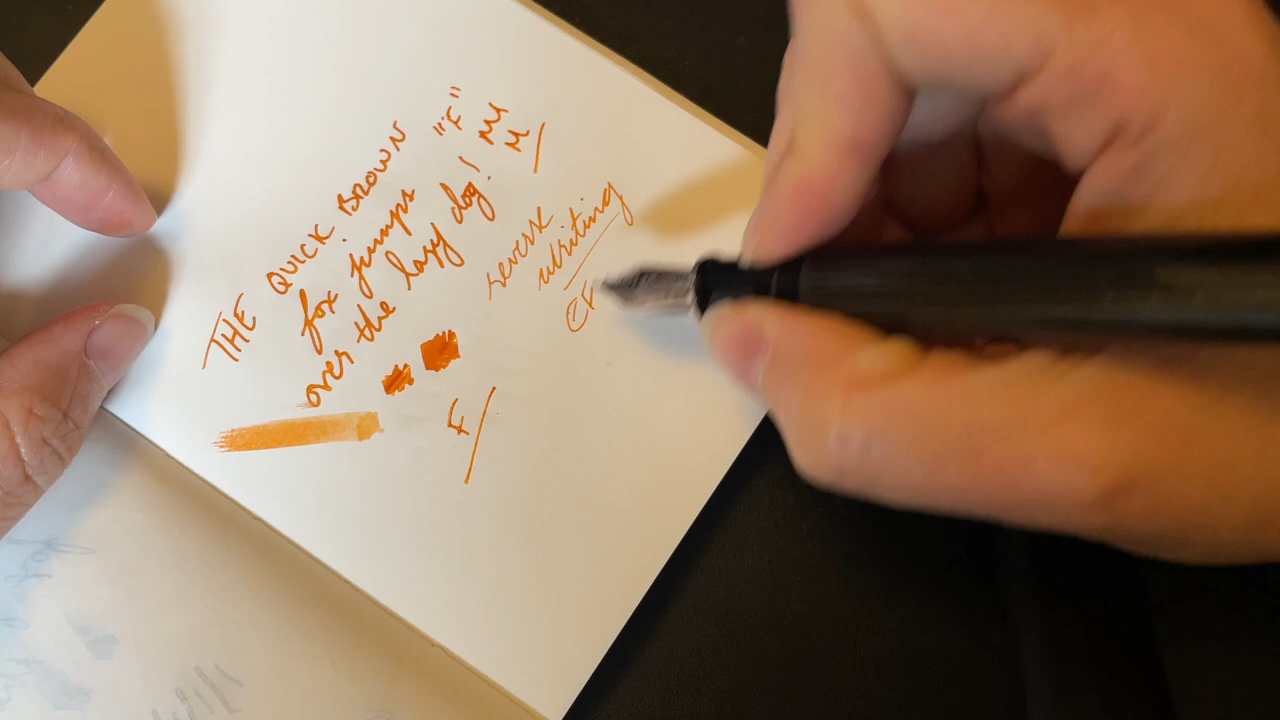 THE QUICK BROWN "F"
fox jumps
over the lazy dog! M
M
reverse
writing
EF
F